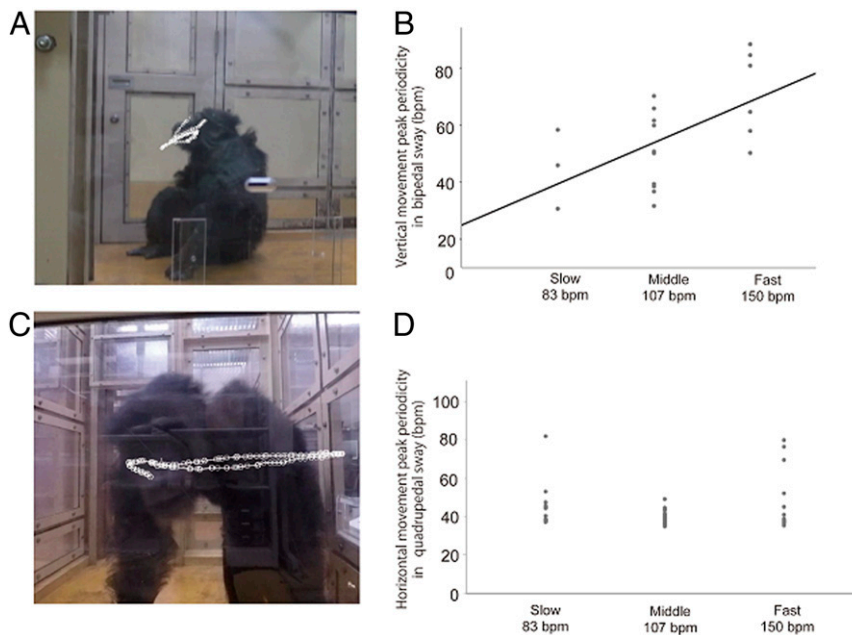 A
B
Vertical movement peak periodicity
in bipedal sway (bpm)
80
60
40
20
0
Slow
83 bpm
Middle
107 bpm
Fast
150 bpm
C
D
Horizontal movement peak periodicity
in quadrupedal sway (bpm)
100
80
60
40
20
0
Slow
83 bpm
Middle
107 bpm
Fast
150 bpm